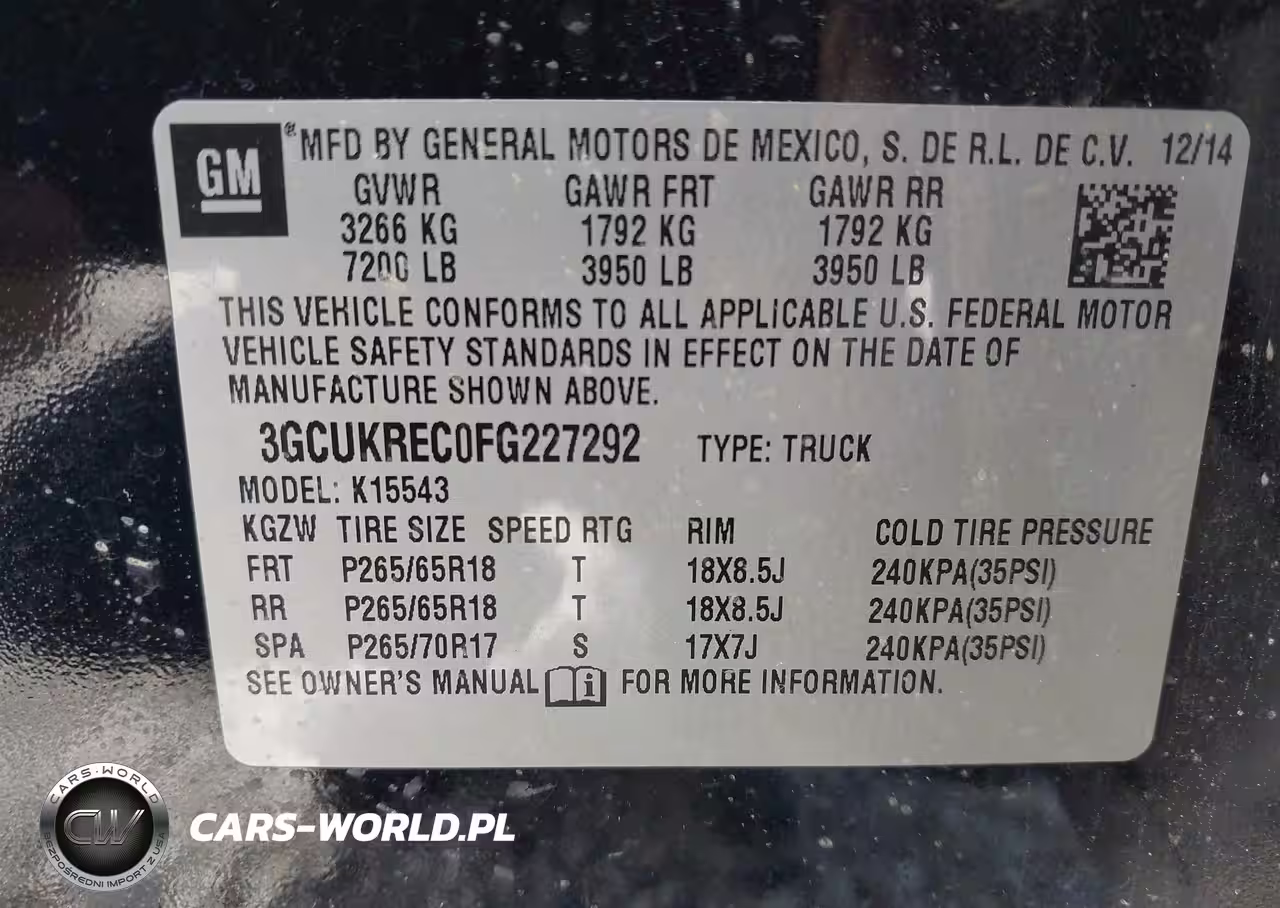 GM ® MFD BY GENERAL MOTORS DE MEXICO, S. DE R.L. DE C.V. 12/14
GVWR GAWR FRT GAWR RR
3266 KG 1792 KG 1792 KG
7200 LB 3950 LB 3950 LB
THIS VEHICLE CONFORMS TO ALL APPLICABLE U.S. FEDERAL MOTOR
VEHICLE SAFETY STANDARDS IN EFFECT ON THE DATE OF
MANUFACTURE SHOWN ABOVE.
3GCUKREC0FG227292 TYPE: TRUCK
MODEL: K15543
KGZW TIRE SIZE SPEED RTG RIM COLD TIRE PRESSURE
FRT P265/65R18 T 18X8.5J 240KPA(35PSI)
RR P265/65R18 T 18X8.5J 240KPA(35PSI)
SPA P265/70R17 S 17X7J 240KPA(35PSI)
SEE OWNER'S MANUAL i FOR MORE INFORMATION.
CARS-WORLD
CW
BEZPOŚREDNI IMPORT Z USA
CARS-WORLD.PL